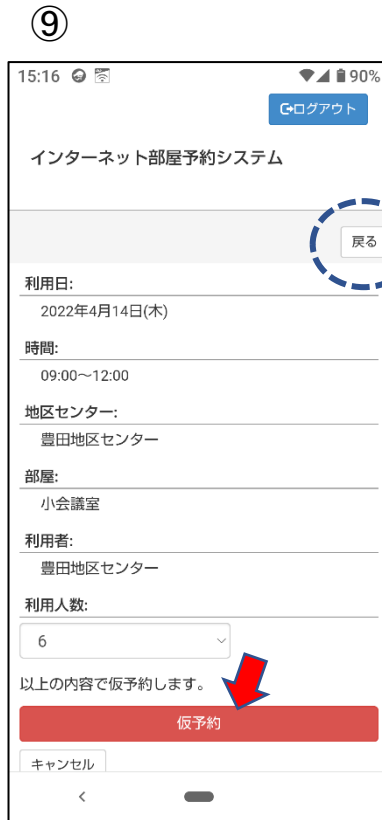 ⑨
15:16 90%
ログアウト
インターネット部屋予約システム
戻る
利用日:
2022年4月14日(木)
時間:
09:00～12:00
地区センター:
豊田地区センター
部屋:
小会議室
利用者:
豊田地区センター
利用人数:
6
以上の内容で仮予約します。
仮予約
キャンセル